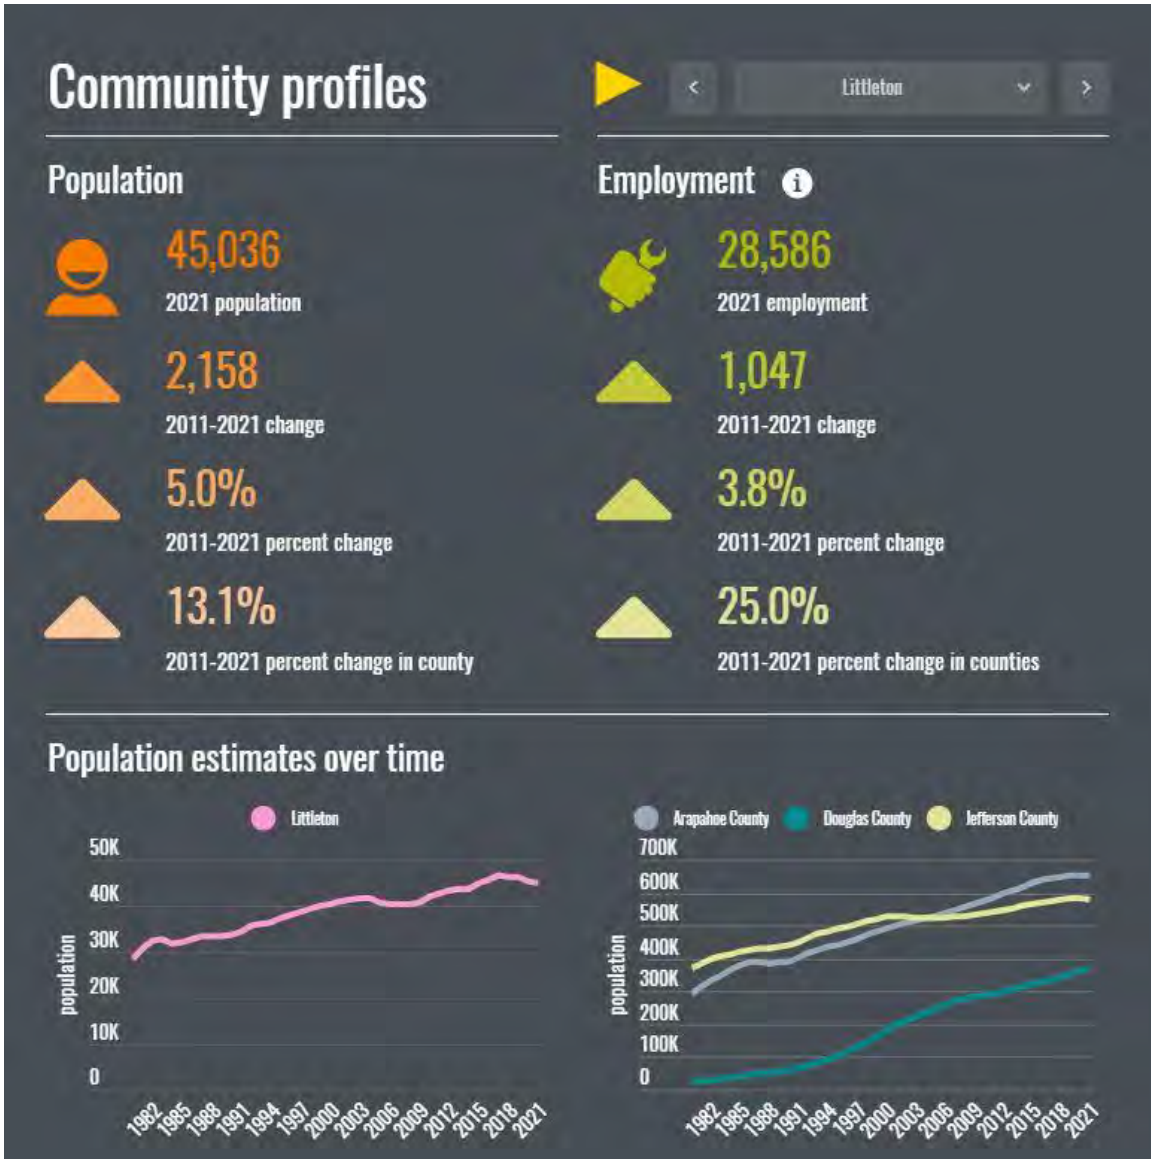 Community profiles
< Littleton >
Population
45,036
2021 population
2,158
2011-2021 change
5.0%
2011-2021 percent change
13.1%
2011-2021 percent change in county
Employment i
28,586
2021 employment
1,047
2011-2021 change
3.8%
2011-2021 percent change
25.0%
2011-2021 percent change in counties
Population estimates over time
Littleton
50K
40K
30K
20K
10K
0
population
1982 1985 1988 1991 1994 1997 2000 2003 2006 2009 2012 2015 2018 2021
Arapahoe County Douglas County Jefferson County
700K
600K
500K
400K
300K
200K
100K
0
population
1982 1985 1988 1991 1994 1997 2000 2003 2006 2009 2012 2015 2018 2021